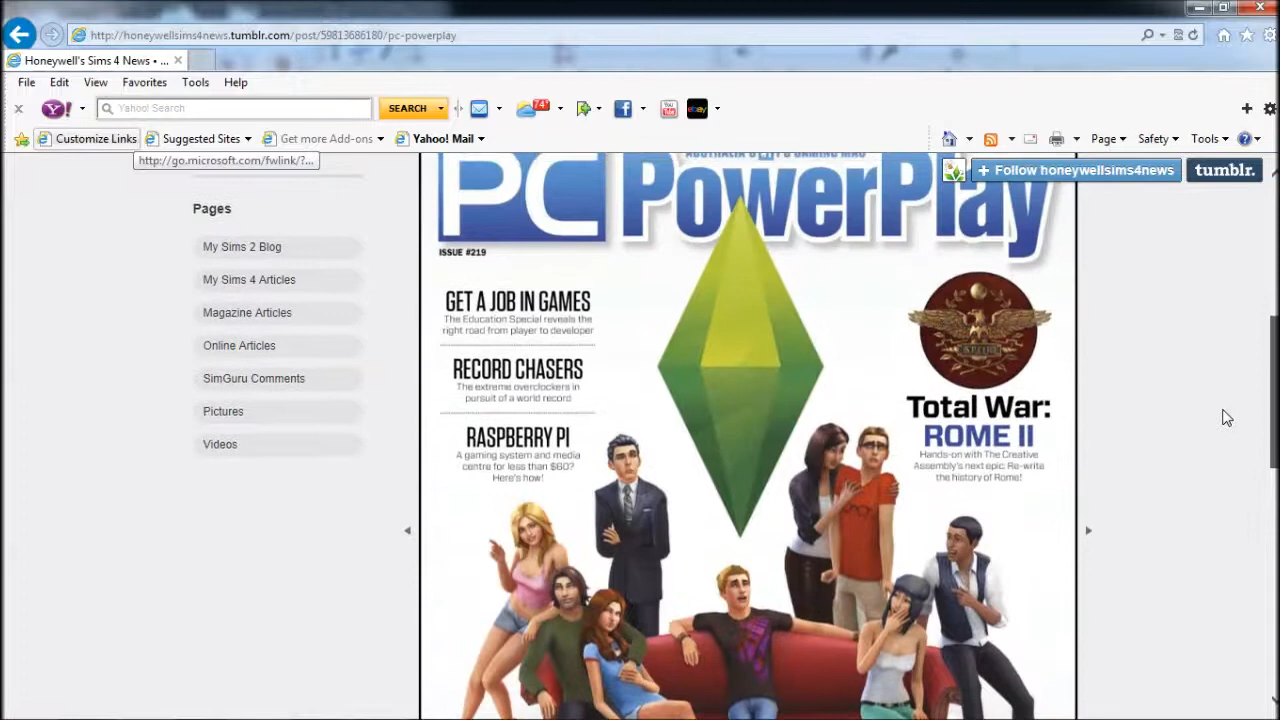 http://honeywellsims4news.tumblr.com/post/59813686180/pc-powerplay
Honeywell's Sims 4 News • ...
File Edit View Favorites Tools Help
Y! Yahoo! Search SEARCH 74° You Tube ebay
Customize Links Suggested Sites Get more Add-ons Yahoo! Mail Page Safety Tools
http://go.microsoft.com/fwlink/?...
+ Follow honeywellsims4news tumblr.
Pages
My Sims 2 Blog
My Sims 4 Articles
Magazine Articles
Online Articles
SimGuru Comments
Pictures
Videos
PC PowerPlay
ISSUE #219
GET A JOB IN GAMES
The Education Special reveals the
right road from player to developer
RECORD CHASERS
The extreme overclockers in
pursuit of a world record
RASPBERRY PI
A gaming system and media
centre for less than $60?
Here's how!
Total War:
ROME II
Hands-on with The Creative
Assembly's next epic. Re-write
the history of Rome!